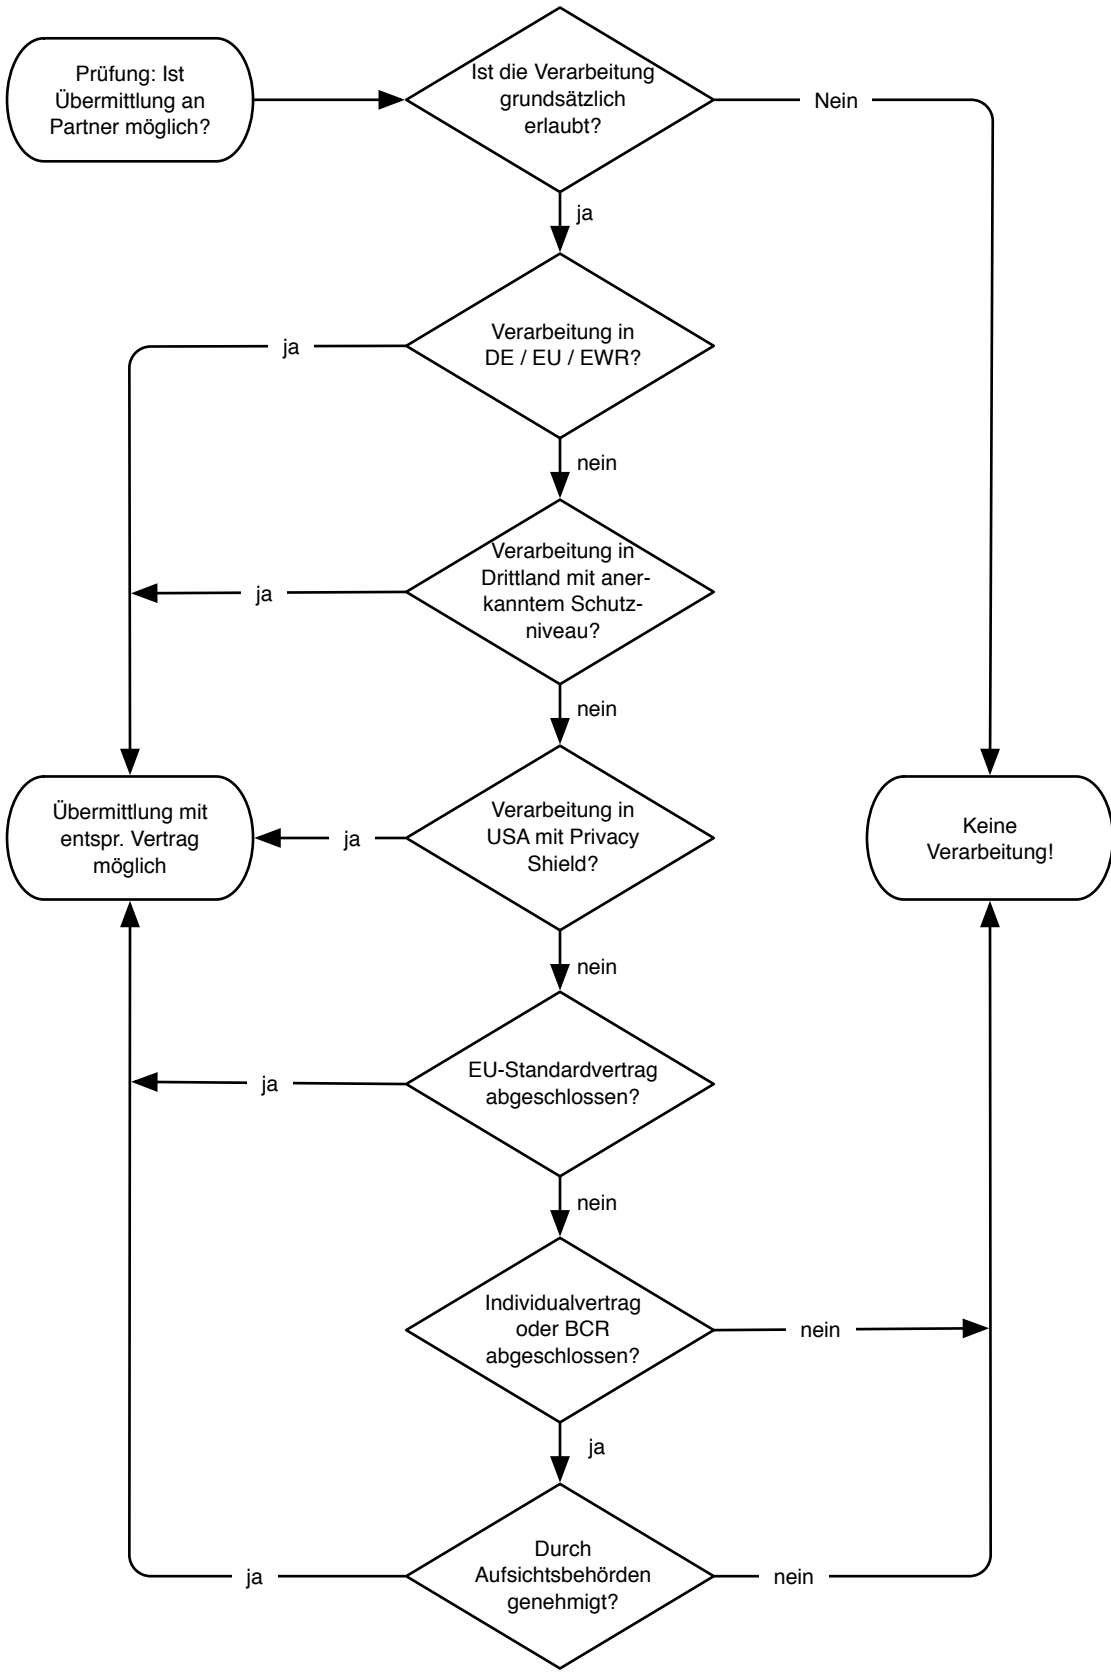 Prüfung: Ist
Übermittlung an
Partner möglich?
Ist die Verarbeitung
grundsätzlich
erlaubt?
Nein
ja
Verarbeitung in
DE / EU / EWR?
ja
nein
Verarbeitung in
Drittland mit aner-
kanntem Schutz-
niveau?
ja
nein
Übermittlung mit
entspr. Vertrag
möglich
ja
Verarbeitung in
USA mit Privacy
Shield?
Keine
Verarbeitung!
nein
EU-Standardvertrag
abgeschlossen?
ja
nein
Individualvertrag
oder BCR
abgeschlossen?
nein
ja
Durch
Aufsichtsbehörden
genehmigt?
ja
nein